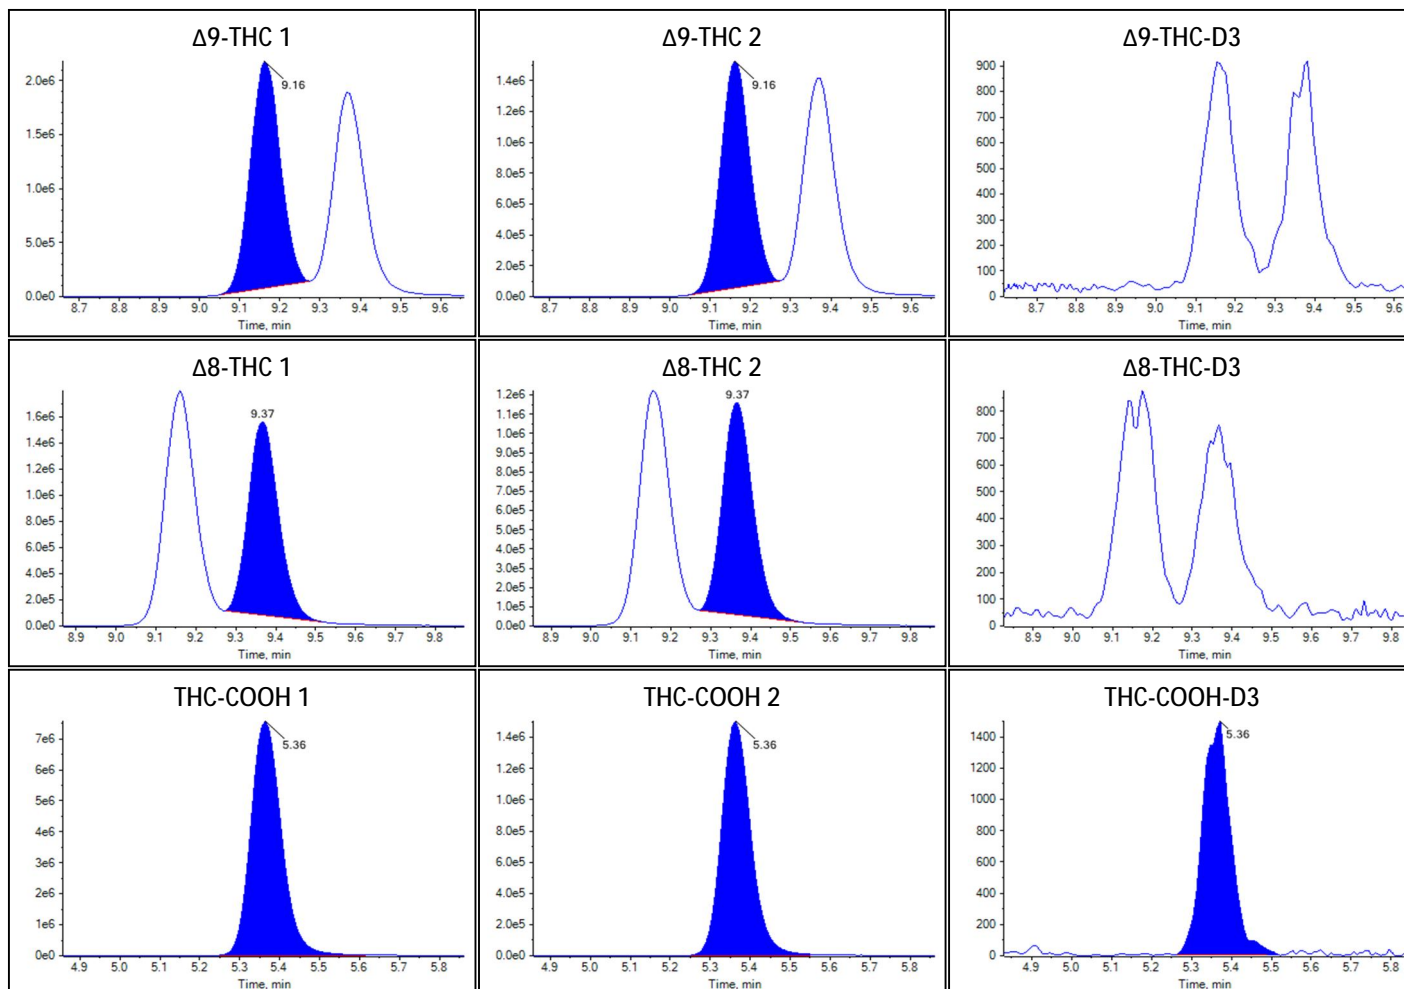 Δ9-THC 1
2.0e6
1.5e6
1.0e6
5.0e5
0.0e0
9.16
8.7 8.8 8.9 9.0 9.1 9.2 9.3 9.4 9.5 9.6
Time, min
Δ9-THC 2
1.4e6
1.2e6
1.0e6
8.0e5
6.0e5
4.0e5
2.0e5
0.0e0
9.16
8.7 8.8 8.9 9.0 9.1 9.2 9.3 9.4 9.5 9.6
Time, min
Δ9-THC-D3
900
800
700
600
500
400
300
200
100
0
8.7 8.8 8.9 9.0 9.1 9.2 9.3 9.4 9.5 9.6
Time, min
Δ8-THC 1
1.6e6
1.4e6
1.2e6
1.0e6
8.0e5
6.0e5
4.0e5
2.0e5
0.0e0
9.37
8.9 9.0 9.1 9.2 9.3 9.4 9.5 9.6 9.7 9.8
Time, min
Δ8-THC 2
1.2e6
1.1e6
1.0e6
9.0e5
8.0e5
7.0e5
6.0e5
5.0e5
4.0e5
3.0e5
2.0e5
1.0e5
0.0e0
9.37
8.9 9.0 9.1 9.2 9.3 9.4 9.5 9.6 9.7 9.8
Time, min
Δ8-THC-D3
800
700
600
500
400
300
200
100
0
8.9 9.0 9.1 9.2 9.3 9.4 9.5 9.6 9.7 9.8
Time, min
THC-COOH 1
7e6
6e6
5e6
4e6
3e6
2e6
1e6
0e0
5.36
4.9 5.0 5.1 5.2 5.3 5.4 5.5 5.6 5.7 5.8
Time, min
THC-COOH 2
1.4e6
1.2e6
1.0e6
8.0e5
6.0e5
4.0e5
2.0e5
0.0e0
5.36
4.9 5.0 5.1 5.2 5.3 5.4 5.5 5.6 5.7 5.8
Time, min
THC-COOH-D3
1400
1200
1000
800
600
400
200
0
5.36
4.9 5.0 5.1 5.2 5.3 5.4 5.5 5.6 5.7 5.8
Time, min